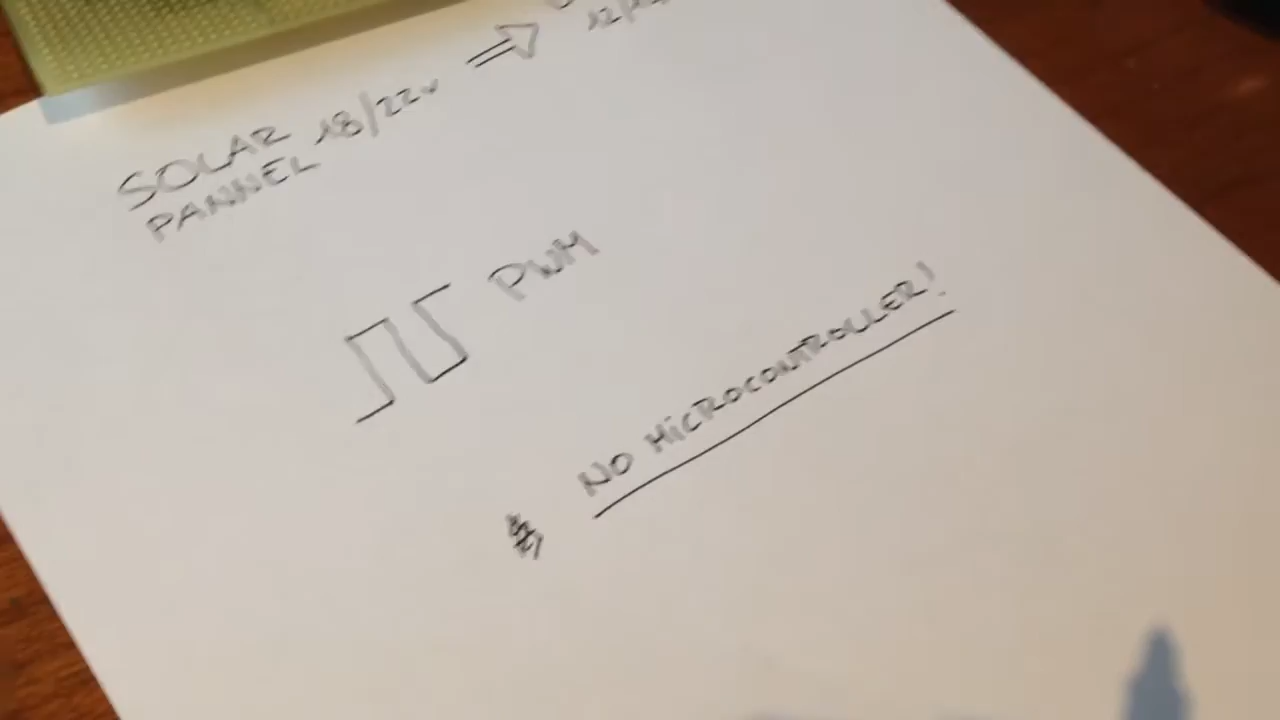 SOLAR 18/22v ⇒
PANNEL
PWM
NO MiCROCONTROLLER!